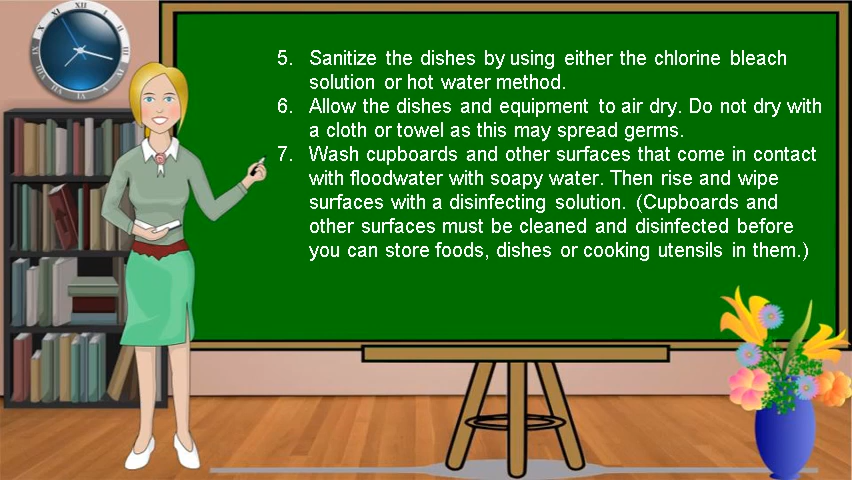 XII
5. Sanitize the dishes by using either the chlorine bleach
solution or hot water method.
6. Allow the dishes and equipment to air dry. Do not dry with
a cloth or towel as this may spread germs.
7. Wash cupboards and other surfaces that come in contact
with floodwater with soapy water. Then rise and wipe
surfaces with a disinfecting solution. (Cupboards and
other surfaces must be cleaned and disinfected before
you can store foods, dishes or cooking utensils in them.)